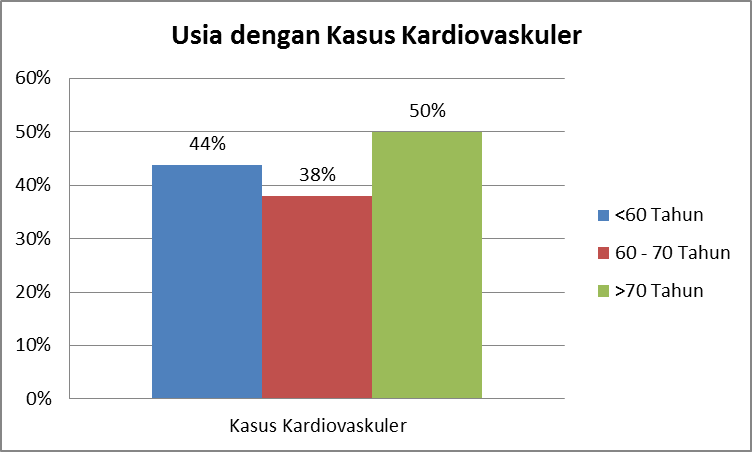 Usia dengan Kasus Kardiovaskuler
60%
50%
40%
30%
20%
10%
0%
44%
38%
50%
Kasus Kardiovaskuler
<60 Tahun
60 - 70 Tahun
>70 Tahun